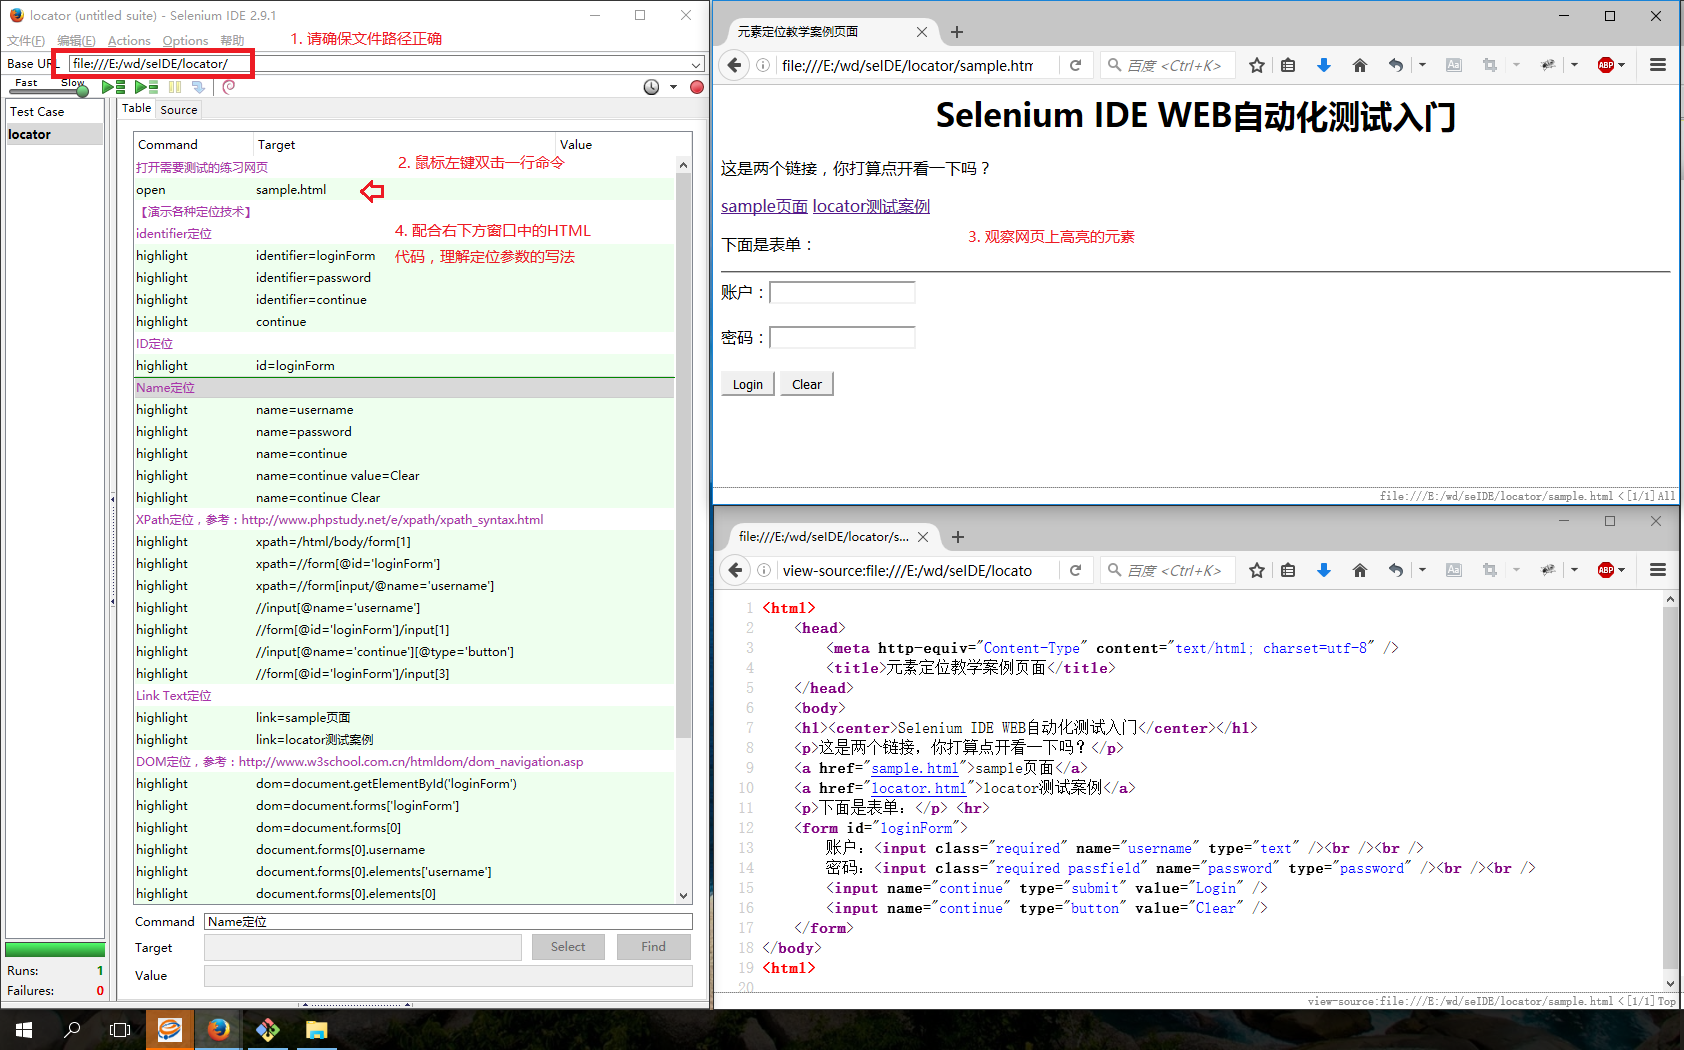 locator (untitled suite) - Selenium IDE 2.9.1
文件(F) 编辑(E) Actions Options 帮助
1. 请确保文件路径正确
Base URL file:///E:/wd/seIDE/locator/
Fast Slow
Test Case
locator
Table Source
Command Target Value
打开需要测试的练习网页
2. 鼠标左键双击一行命令
open sample.html
【演示各种定位技术】
identifier定位
4. 配合右下方窗口中的HTML
代码，理解定位参数的写法
highlight identifier=loginForm
highlight identifier=password
highlight identifier=continue
highlight continue
ID定位
highlight id=loginForm
Name定位
highlight name=username
highlight name=password
highlight name=continue
highlight name=continue value=Clear
highlight name=continue Clear
XPath定位，参考：http://www.phpstudy.net/e/xpath/xpath_syntax.html
highlight xpath=/html/body/form[1]
highlight xpath=//form[@id='loginForm']
highlight xpath=//form[input/@name='username']
highlight //input[@name='username']
highlight //form[@id='loginForm']/input[1]
highlight //input[@name='continue'][@type='button']
highlight //form[@id='loginForm']/input[3]
Link Text定位
highlight link=sample页面
highlight link=locator测试案例
DOM定位，参考：http://www.w3school.com.cn/htmldom/dom_navigation.asp
highlight dom=document.getElementById('loginForm')
highlight dom=document.forms['loginForm']
highlight dom=document.forms[0]
highlight document.forms[0].username
highlight document.forms[0].elements['username']
highlight document.forms[0].elements[0]
Command Name定位
Target Select Find
Value
Runs: 1
Failures: 0
元素定位教学案例页面
file:///E:/wd/seIDE/locator/sample.htm
百度 <Ctrl+K>
ABP
Selenium IDE WEB自动化测试入门
这是两个链接，你打算点开看一下吗？
sample页面 locator测试案例
3. 观察网页上高亮的元素
下面是表单：
账户：
密码：
Login Clear
file:///E:/wd/seIDE/locator/sample.html < [1/1] All
file:///E:/wd/seIDE/locator/s...
view-source:file:///E:/wd/seIDE/locato
百度 <Ctrl+K>
ABP
1 <html>
2 <head>
3 <meta http-equiv="Content-Type" content="text/html; charset=utf-8" />
4 <title>元素定位教学案例页面</title>
5 </head>
6 <body>
7 <h1><center>Selenium IDE WEB自动化测试入门</center></h1>
8 <p>这是两个链接，你打算点开看一下吗？</p>
9 <a href="sample.html">sample页面</a>
10 <a href="locator.html">locator测试案例</a>
11 <p>下面是表单：</p> <hr>
12 <form id="loginForm">
13 账户：<input class="required" name="username" type="text" /><br /><br />
14 密码：<input class="required passfield" name="password" type="password" /><br /><br />
15 <input name="continue" type="submit" value="Login" />
16 <input name="continue" type="button" value="Clear" />
17 </form>
18 </body>
19 <html>
20
view-source:file:///E:/wd/seIDE/locator/sample.html < [1/1] Top